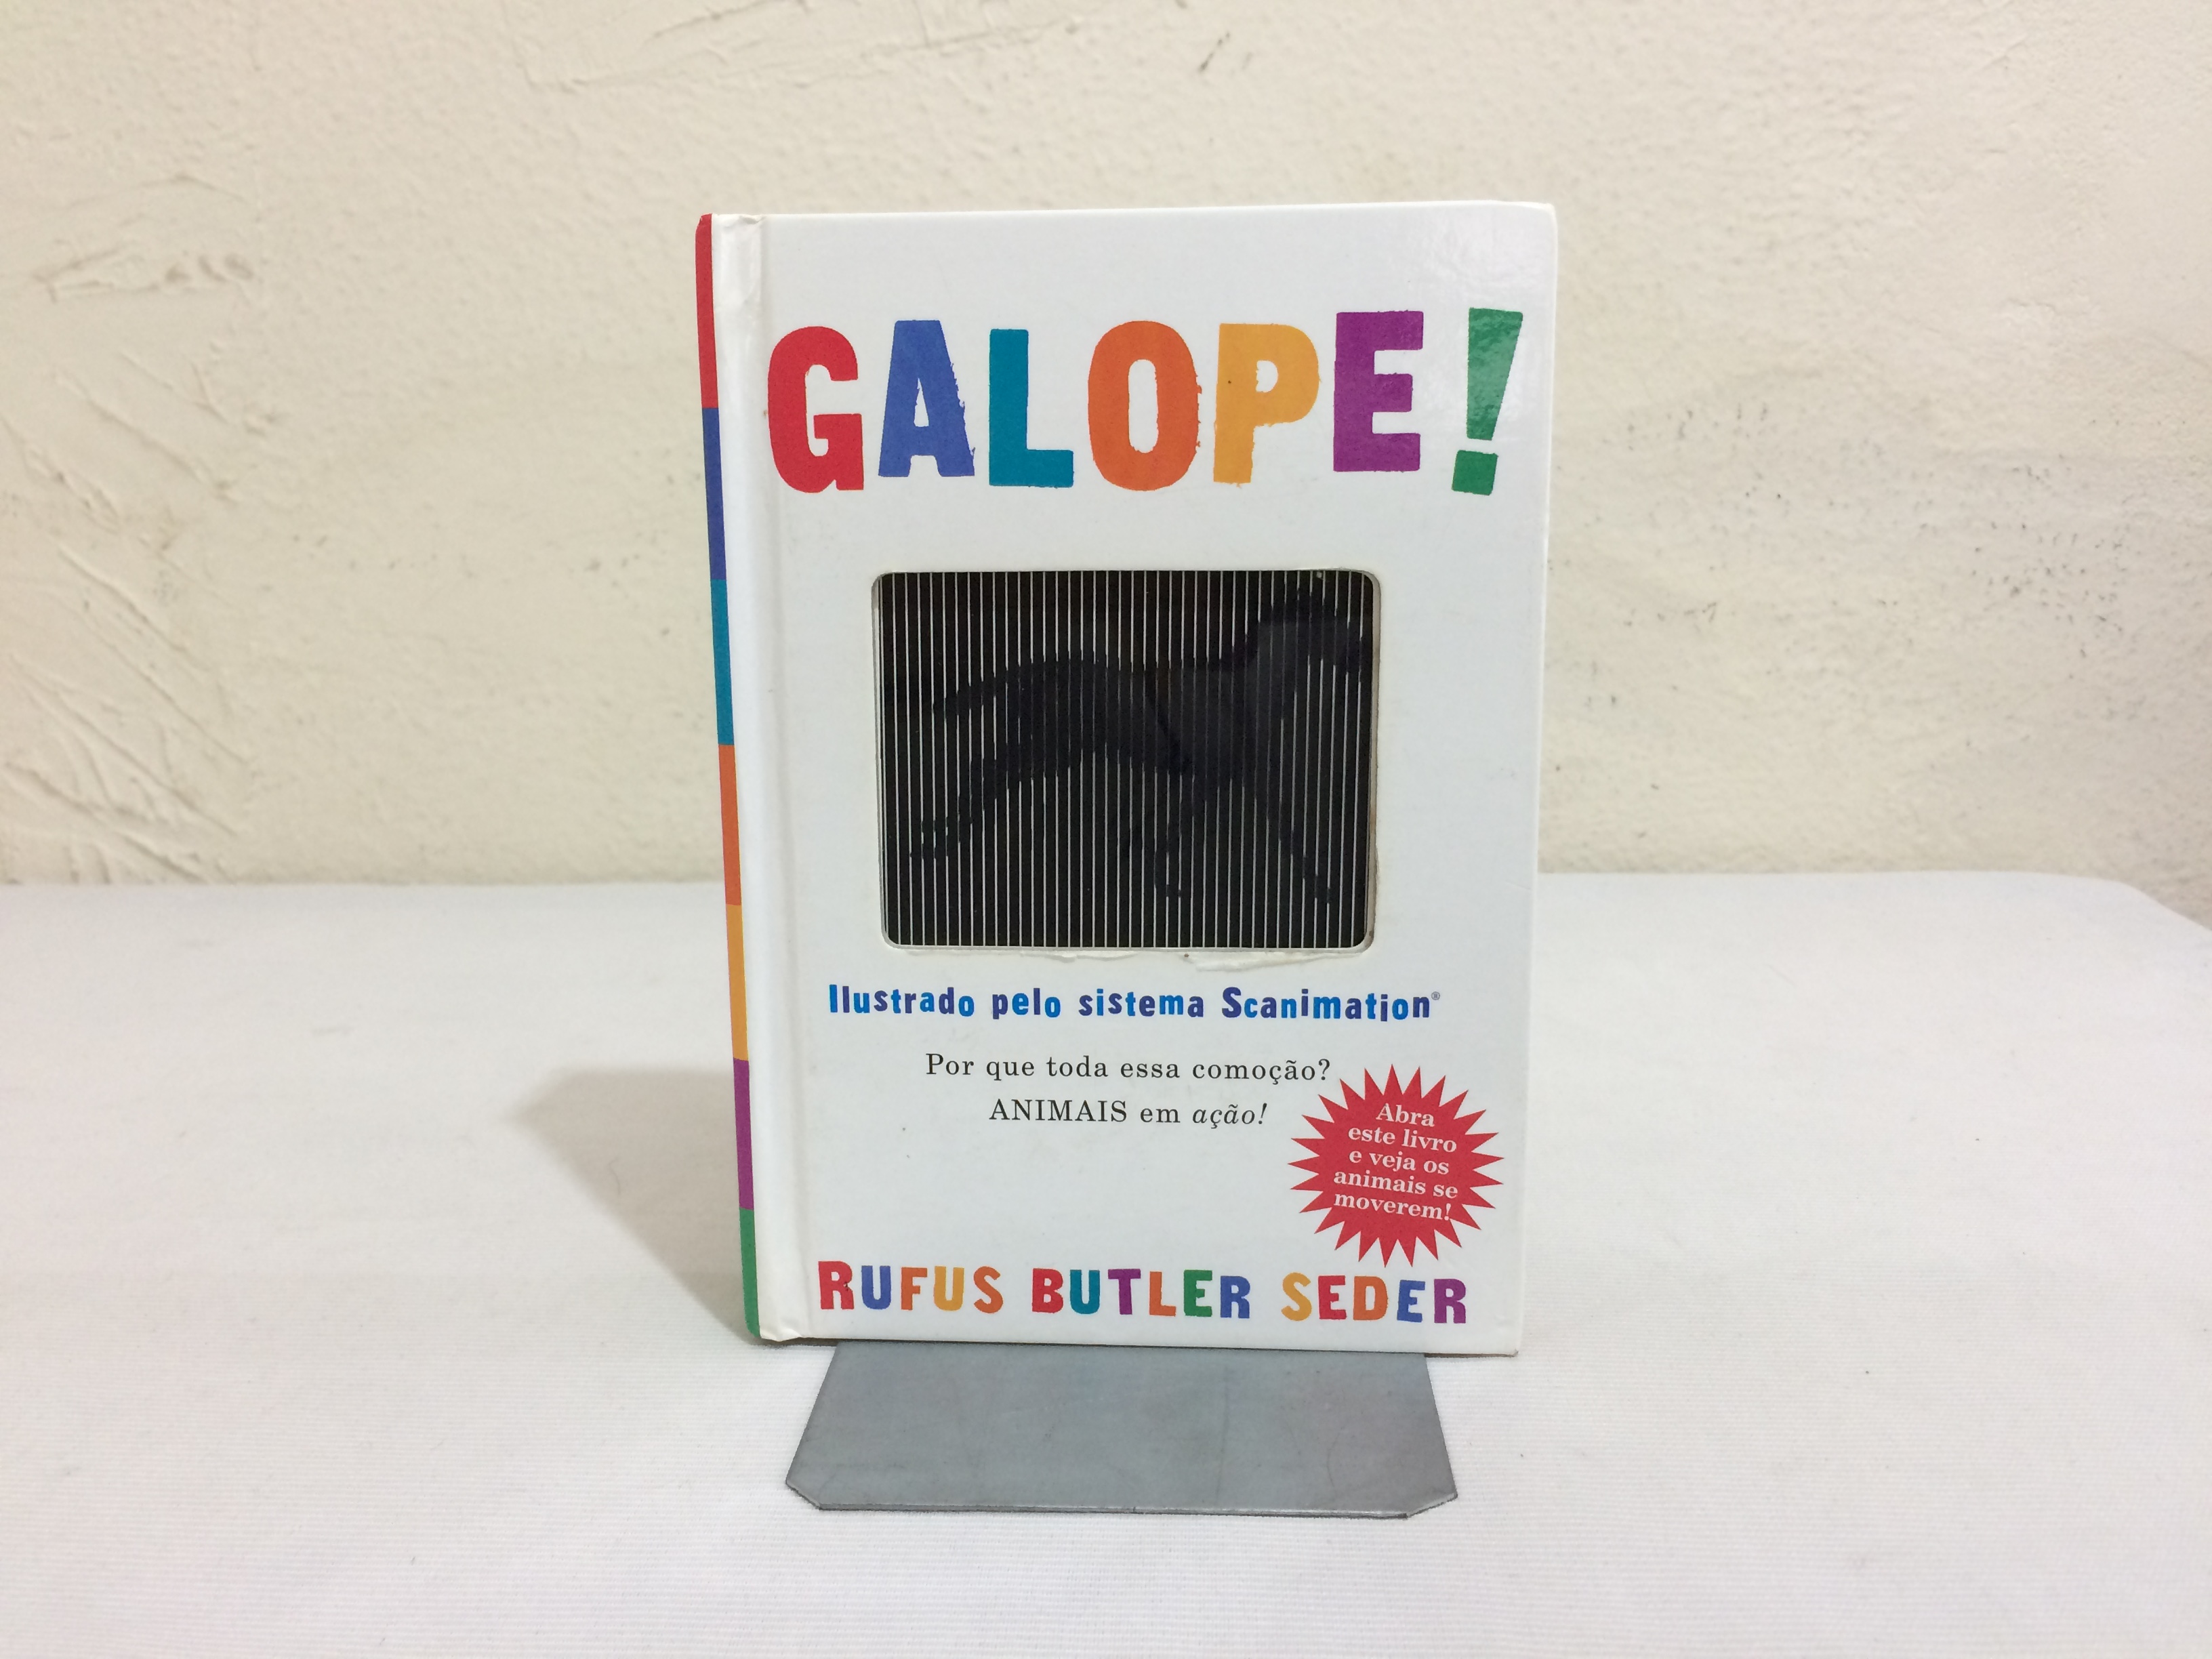 GALOPE!
Ilustrado pelo sistema Scanimation®
Por que toda essa comoção?
ANIMAIS em ação!
Abra
este livro
e veja os
animais se
moverem!
RUFUS BUTLER SEDER